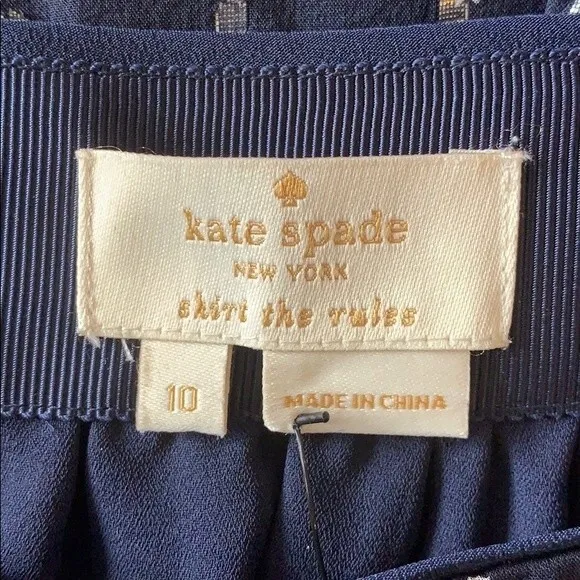 kate spade
NEW YORK
skirt the rules
10
MADE IN CHINA